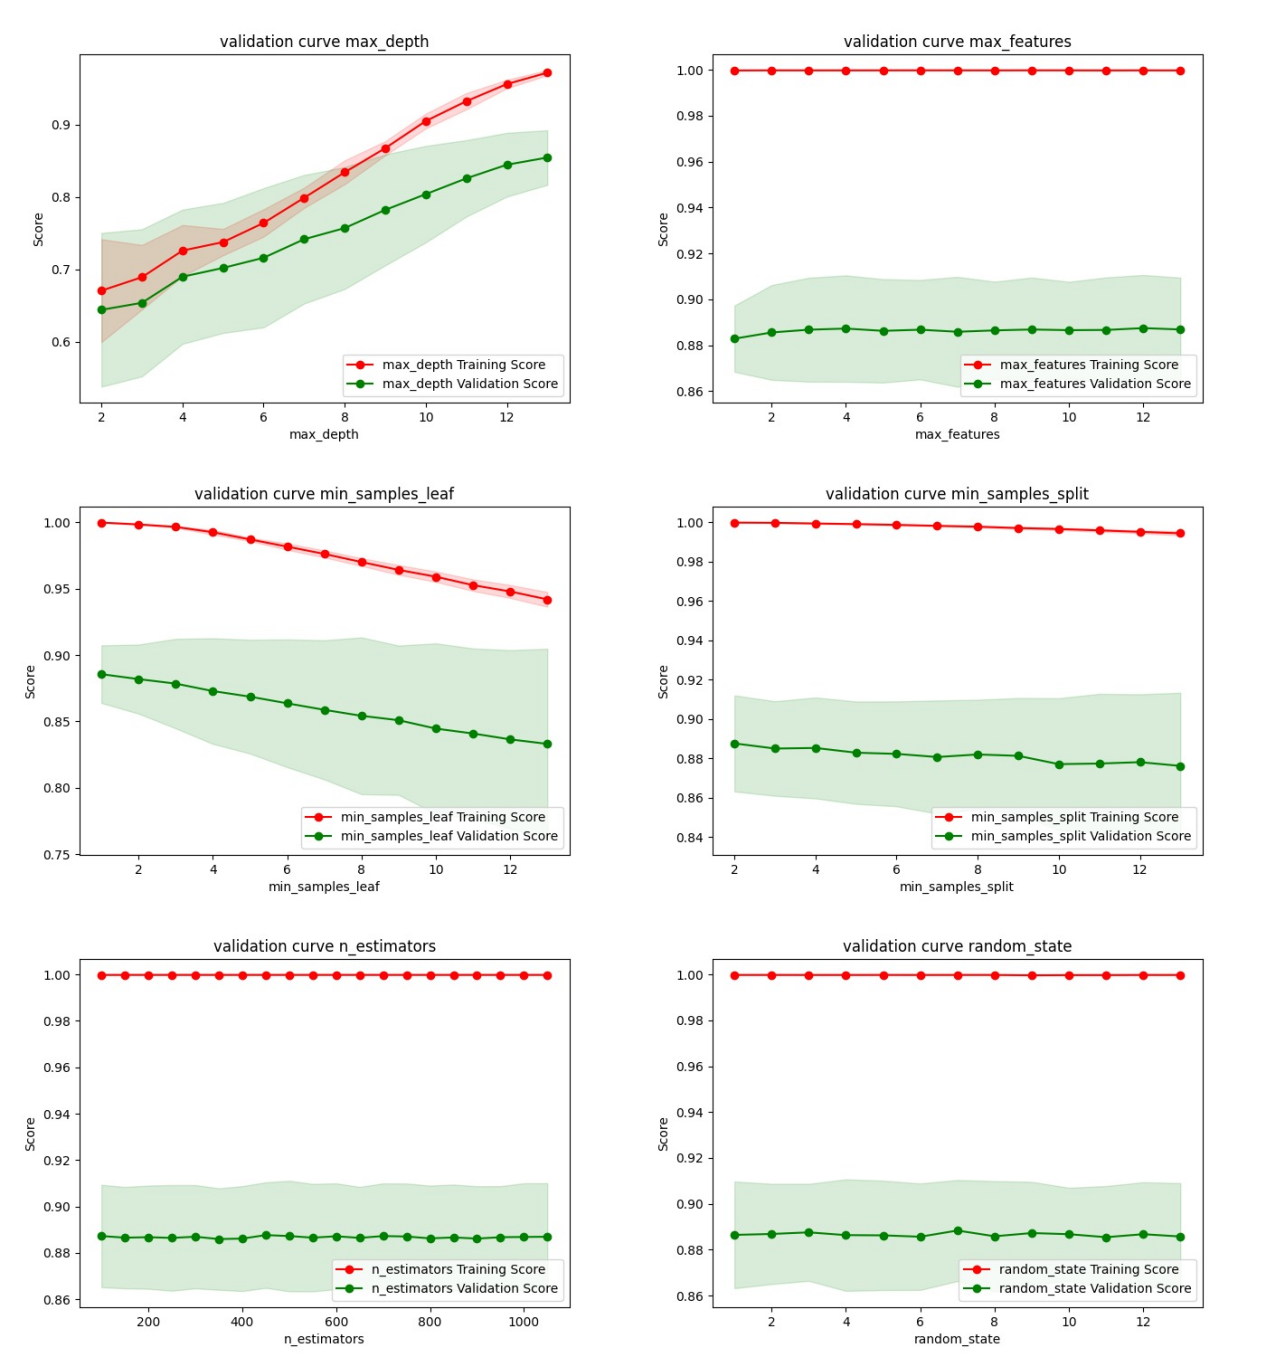 validation curve max_depth
0.9
0.8
0.7
0.6
Score
max_depth Training Score
max_depth Validation Score
2 4 6 8 10 12
max_depth
validation curve max_features
1.00
0.98
0.96
0.94
0.92
0.90
0.88
0.86
Score
max_features Training Score
max_features Validation Score
2 4 6 8 10 12
max_features
validation curve min_samples_leaf
1.00
0.95
0.90
0.85
0.80
0.75
Score
min_samples_leaf Training Score
min_samples_leaf Validation Score
2 4 6 8 10 12
min_samples_leaf
validation curve min_samples_split
1.00
0.98
0.96
0.94
0.92
0.90
0.88
0.86
0.84
Score
min_samples_split Training Score
min_samples_split Validation Score
2 4 6 8 10 12
min_samples_split
validation curve n_estimators
1.00
0.98
0.96
0.94
0.92
0.90
0.88
0.86
Score
n_estimators Training Score
n_estimators Validation Score
200 400 600 800 1000
n_estimators
validation curve random_state
1.00
0.98
0.96
0.94
0.92
0.90
0.88
0.86
Score
random_state Training Score
random_state Validation Score
2 4 6 8 10 12
random_state